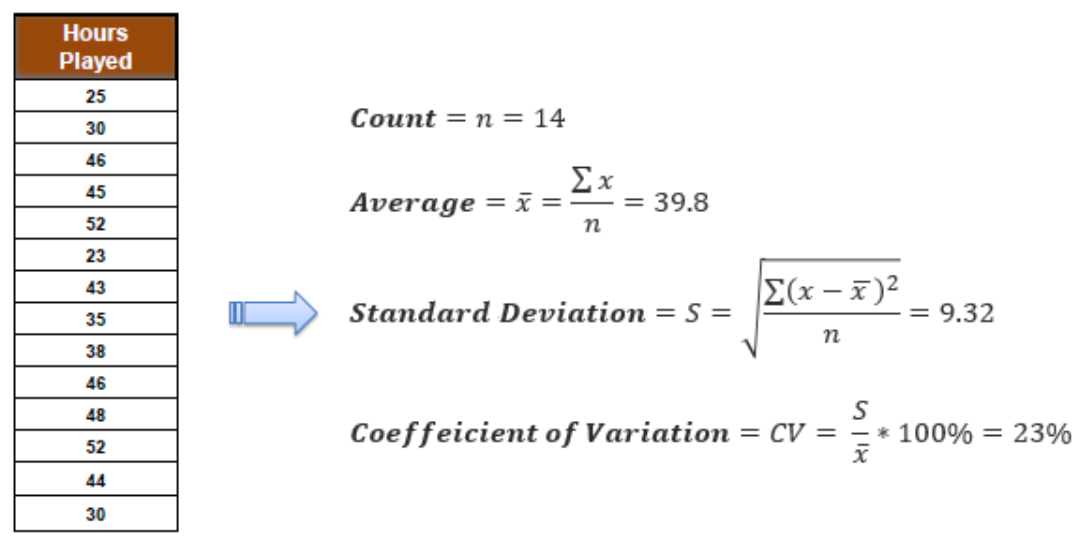 Hours
Played
25
30
46
45
52
23
43
35
38
46
48
52
44
30
Count = n = 14
Average = x̄ = ∑ x / n = 39.8
Standard Deviation = S = √(∑(x − x̄)² / n) = 9.32
Coeffeicient of Variation = CV = S / x̄ * 100% = 23%